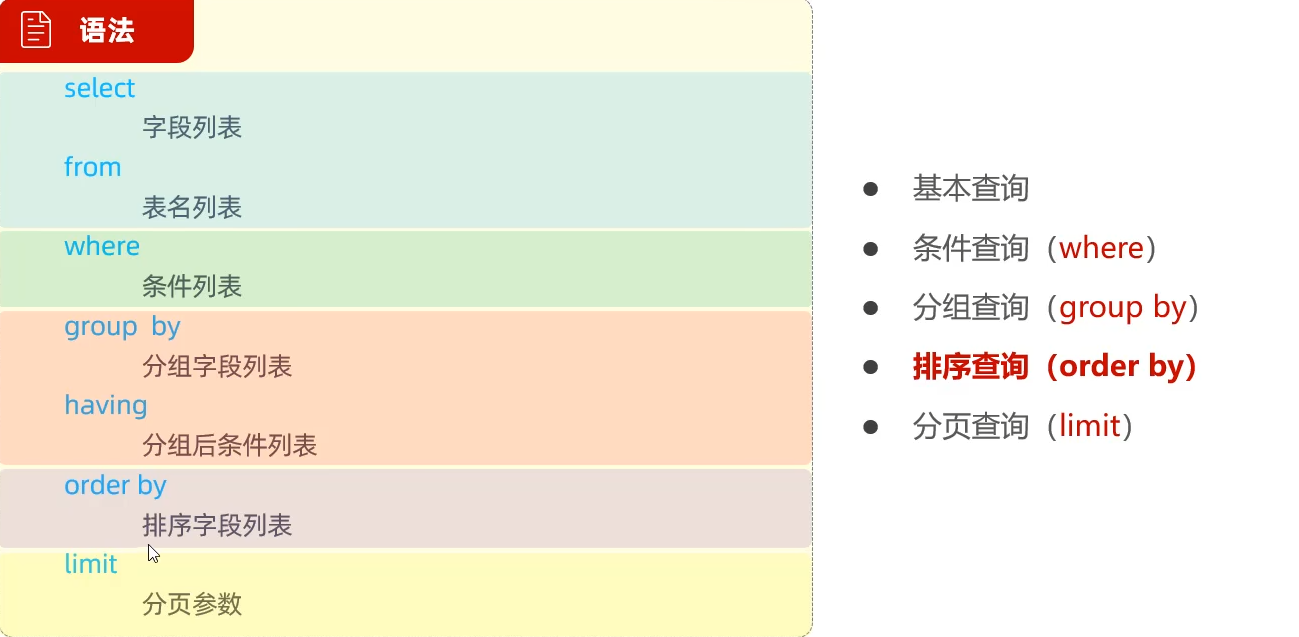 语法
select
字段列表
from
表名列表
where
条件列表
group by
分组字段列表
having
分组后条件列表
order by
排序字段列表
limit
分页参数
基本查询
条件查询（where）
分组查询（group by）
排序查询（order by）
分页查询（limit）